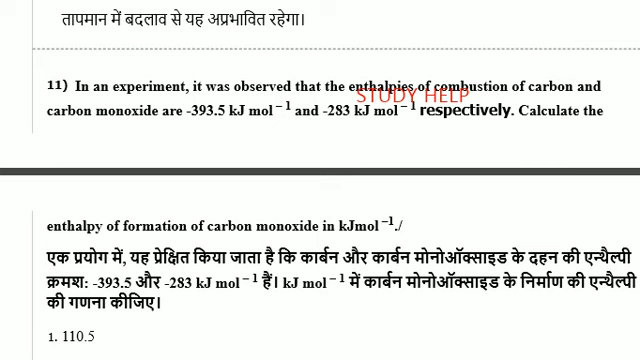 तापमान में बदलाव से यह अप्रभावित रहेगा।
11) In an experiment, it was observed that the enthalpies of combustion of carbon and
STUDY HELP
carbon monoxide are -393.5 kJ mol⁻¹ and -283 kJ mol⁻¹ respectively. Calculate the
enthalpy of formation of carbon monoxide in kJmol⁻¹./
एक प्रयोग में, यह प्रेक्षित किया जाता है कि कार्बन और कार्बन मोनोऑक्साइड के दहन की एन्थैल्पी
क्रमश: -393.5 और -283 kJ mol⁻¹ हैं। kJ mol⁻¹ में कार्बन मोनोऑक्साइड के निर्माण की एन्थैल्पी
की गणना कीजिए।
1. 110.5